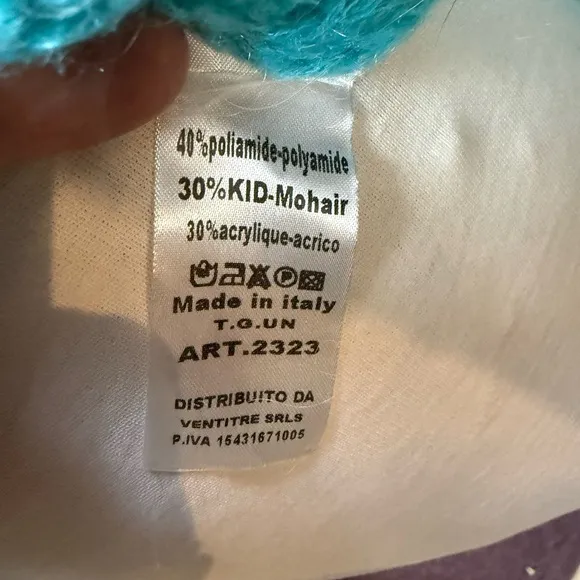 40%poliamide-polyamide
30%KID-Mohair
30%acrylique-acrico
Made in italy
T.G.UN
ART.2323
DISTRIBUITO DA
VENTITRE SRLS
P.IVA 15431671005